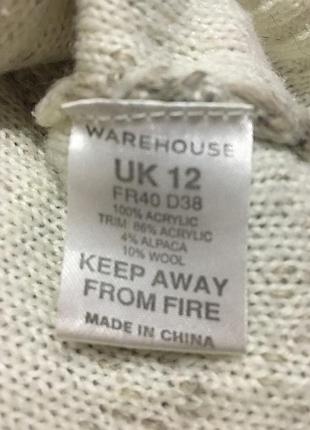 WAREHOUSE
UK 12
FR40 D38
100% ACRYLIC
TRIM: 86% ACRYLIC
4% ALPACA
10% WOOL
KEEP AWAY
FROM FIRE
MADE IN CHINA